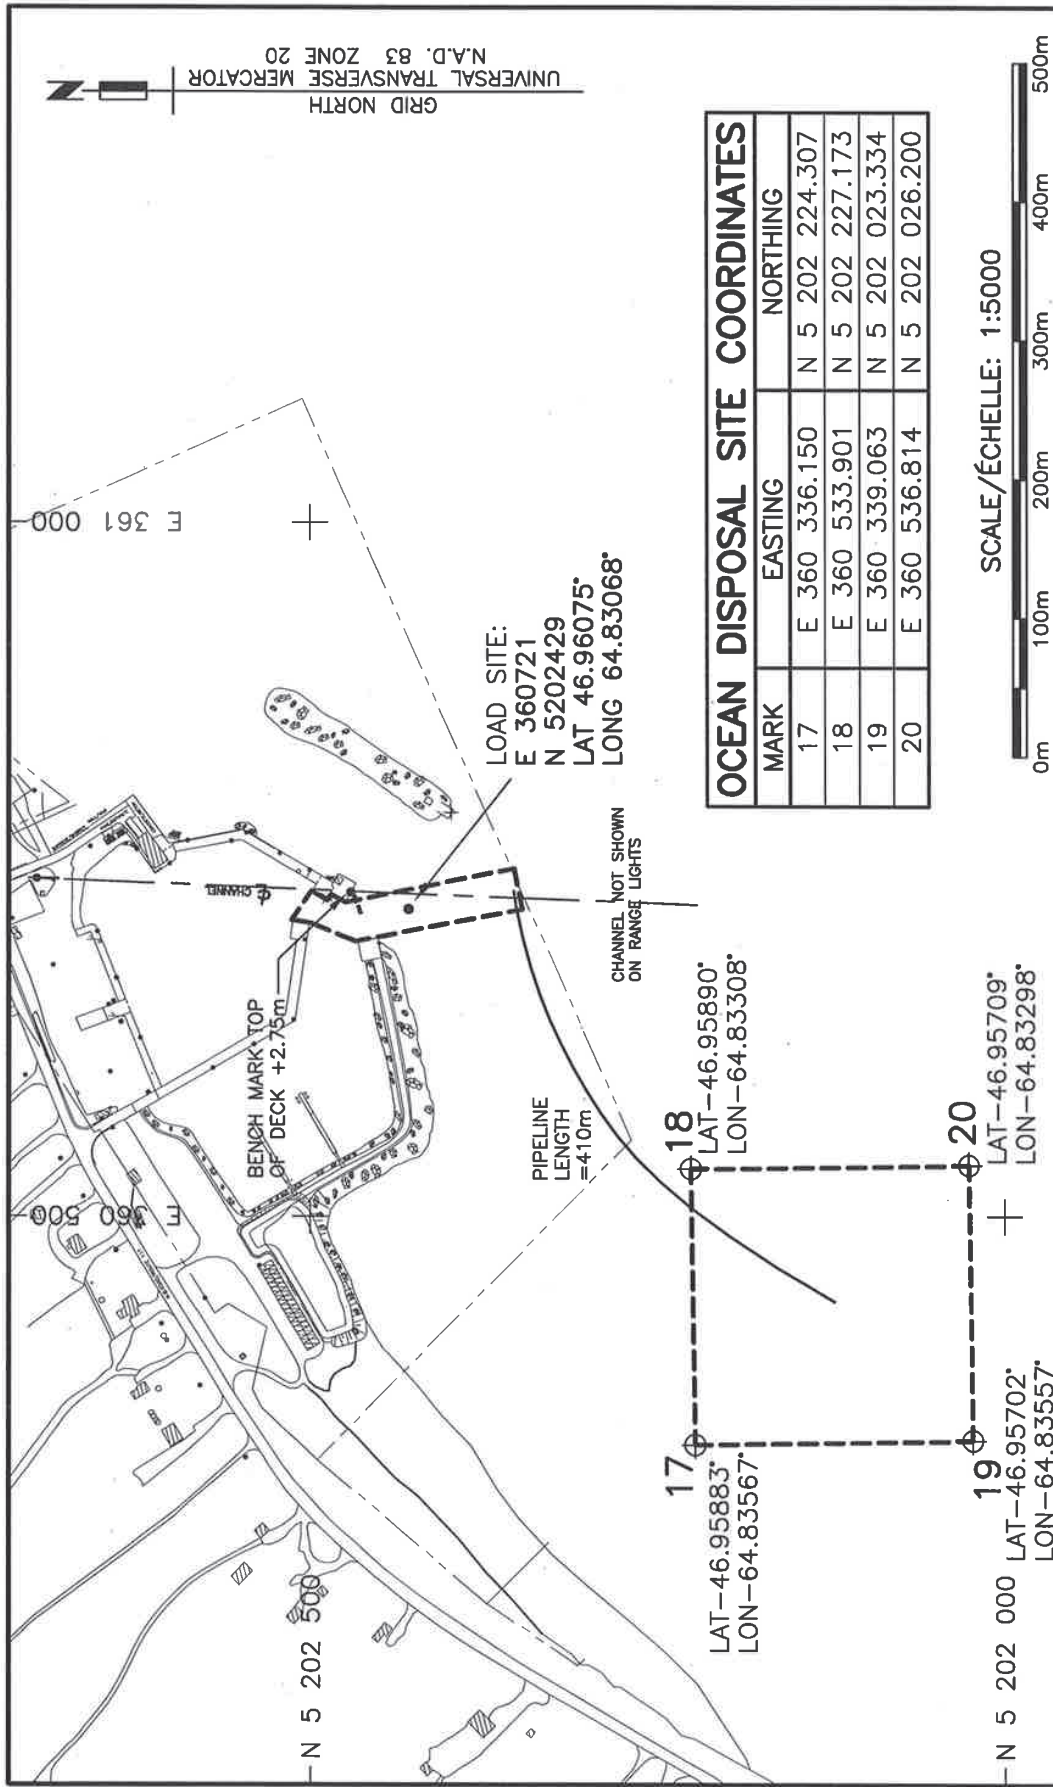 N
GRID NORTH
UNIVERSAL TRANSVERSE MERCATOR
N.A.D. 83 ZONE 20
E 361 000
E 360 500
N 5 202 500
N 5 202 000
℄ CHANNEL
BENCH MARK TOP
OF DECK +2.75m
LOAD SITE:
E 360721
N 5202429
LAT 46.96075°
LONG 64.83068°
CHANNEL NOT SHOWN
ON RANGE LIGHTS
PIPELINE
LENGTH
=410m
17
LAT-46.95883°
LON-64.83567°
18
LAT-46.95890°
LON-64.83308°
19
LAT-46.95702°
LON-64.83557°
20
LAT-46.95709°
LON-64.83298°
OCEAN DISPOSAL SITE COORDINATES
MARK EASTING NORTHING
17 E 360 336.150 N 5 202 224.307
18 E 360 533.901 N 5 202 227.173
19 E 360 339.063 N 5 202 023.334
20 E 360 536.814 N 5 202 026.200
SCALE/ÉCHELLE: 1:5000
0m 100m 200m 300m 400m 500m